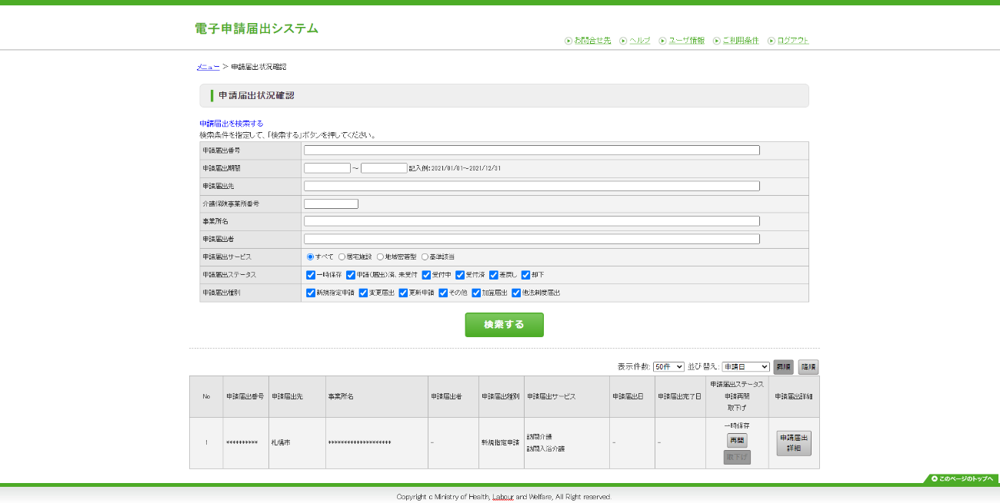 電子申請届出システム
お問合せ先 ヘルプ ユーザ情報 ご利用条件 ログアウト
メニュー > 申請届出状況確認
申請届出状況確認
申請届出を検索する
検索条件を指定して、「検索する」ボタンを押してください。
申請届出番号
申請届出期間 ～ 記入例：2021/01/01～2021/12/31
申請届出先
介護保険事業所番号
事業所名
申請届出者
申請届出サービス すべて 居宅施設 地域密着型 基準該当
申請届出ステータス 一時保存 申請(届出)済、未受付 受付中 受付済 差戻し 却下
申請届出種別 新規指定申請 変更届出 更新申請 その他 加算届出 他法制度届出
検索する
表示件数: 50件 並び替え: 申請日 昇順 降順
No 申請届出番号 申請届出先 事業所名 申請届出者 申請届出種別 申請届出サービス 申請届出日 申請届出完了日 申請届出ステータス 申請届出詳細
申請再開
取下げ
1 ********** 札幌市 ******************** - 新規指定申請 訪問介護 - - 一時保存 申請届出
訪問入浴介護 再開 詳細
取下げ
このページのトップへ
Copyright c Ministry of Health, Labour and Welfare, All Right reserved.